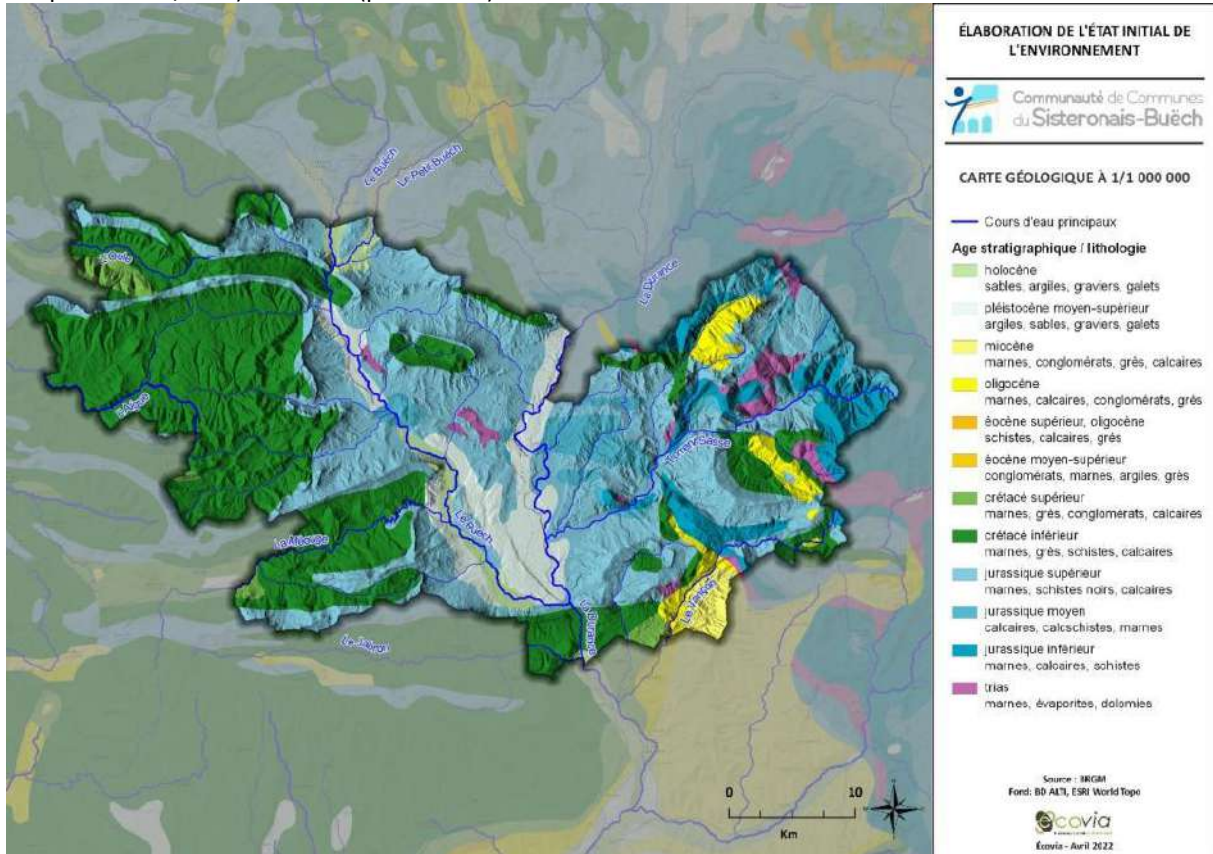 ÉLABORATION DE L'ÉTAT INITIAL DE
L'ENVIRONNEMENT
Communauté de Communes
du Sisteronais-Buëch
CARTE GÉOLOGIQUE À 1/1 000 000
Cours d'eau principaux
Age stratigraphique / lithologie
holocène
sables, argiles, graviers, galets
pléistocène moyen-supérieur
argiles, sables, graviers, galets
miocène
marnes, conglomérats, grès, calcaires
oligocène
marnes, calcaires, conglomérats, grès
éocène supérieur, oligocène
schistes, calcaires, grès
éocène moyen-supérieur
conglomérats, marnes, argiles, grès
crétacé supérieur
marnes, grès, conglomérats, calcaires
crétacé inférieur
marnes, grès, schistes, calcaires
jurassique supérieur
marnes, schistes noirs, calcaires
jurassique moyen
calcaires, calcschistes, marnes
jurassique inférieur
marnes, calcaires, schistes
trias
marnes, évaporites, dolomies
Source : BRGM
Fond: BD ALTI, ESRI World Topo
écovia
Écovia - Avril 2022
Le Buëch
Le Petit Buëch
La Durance
L'Oule
L'Aigue
Torrent Sasse
La Méouge
Le Buëch
Le Vançon
La Durance
Le Jabron
0 10
Km